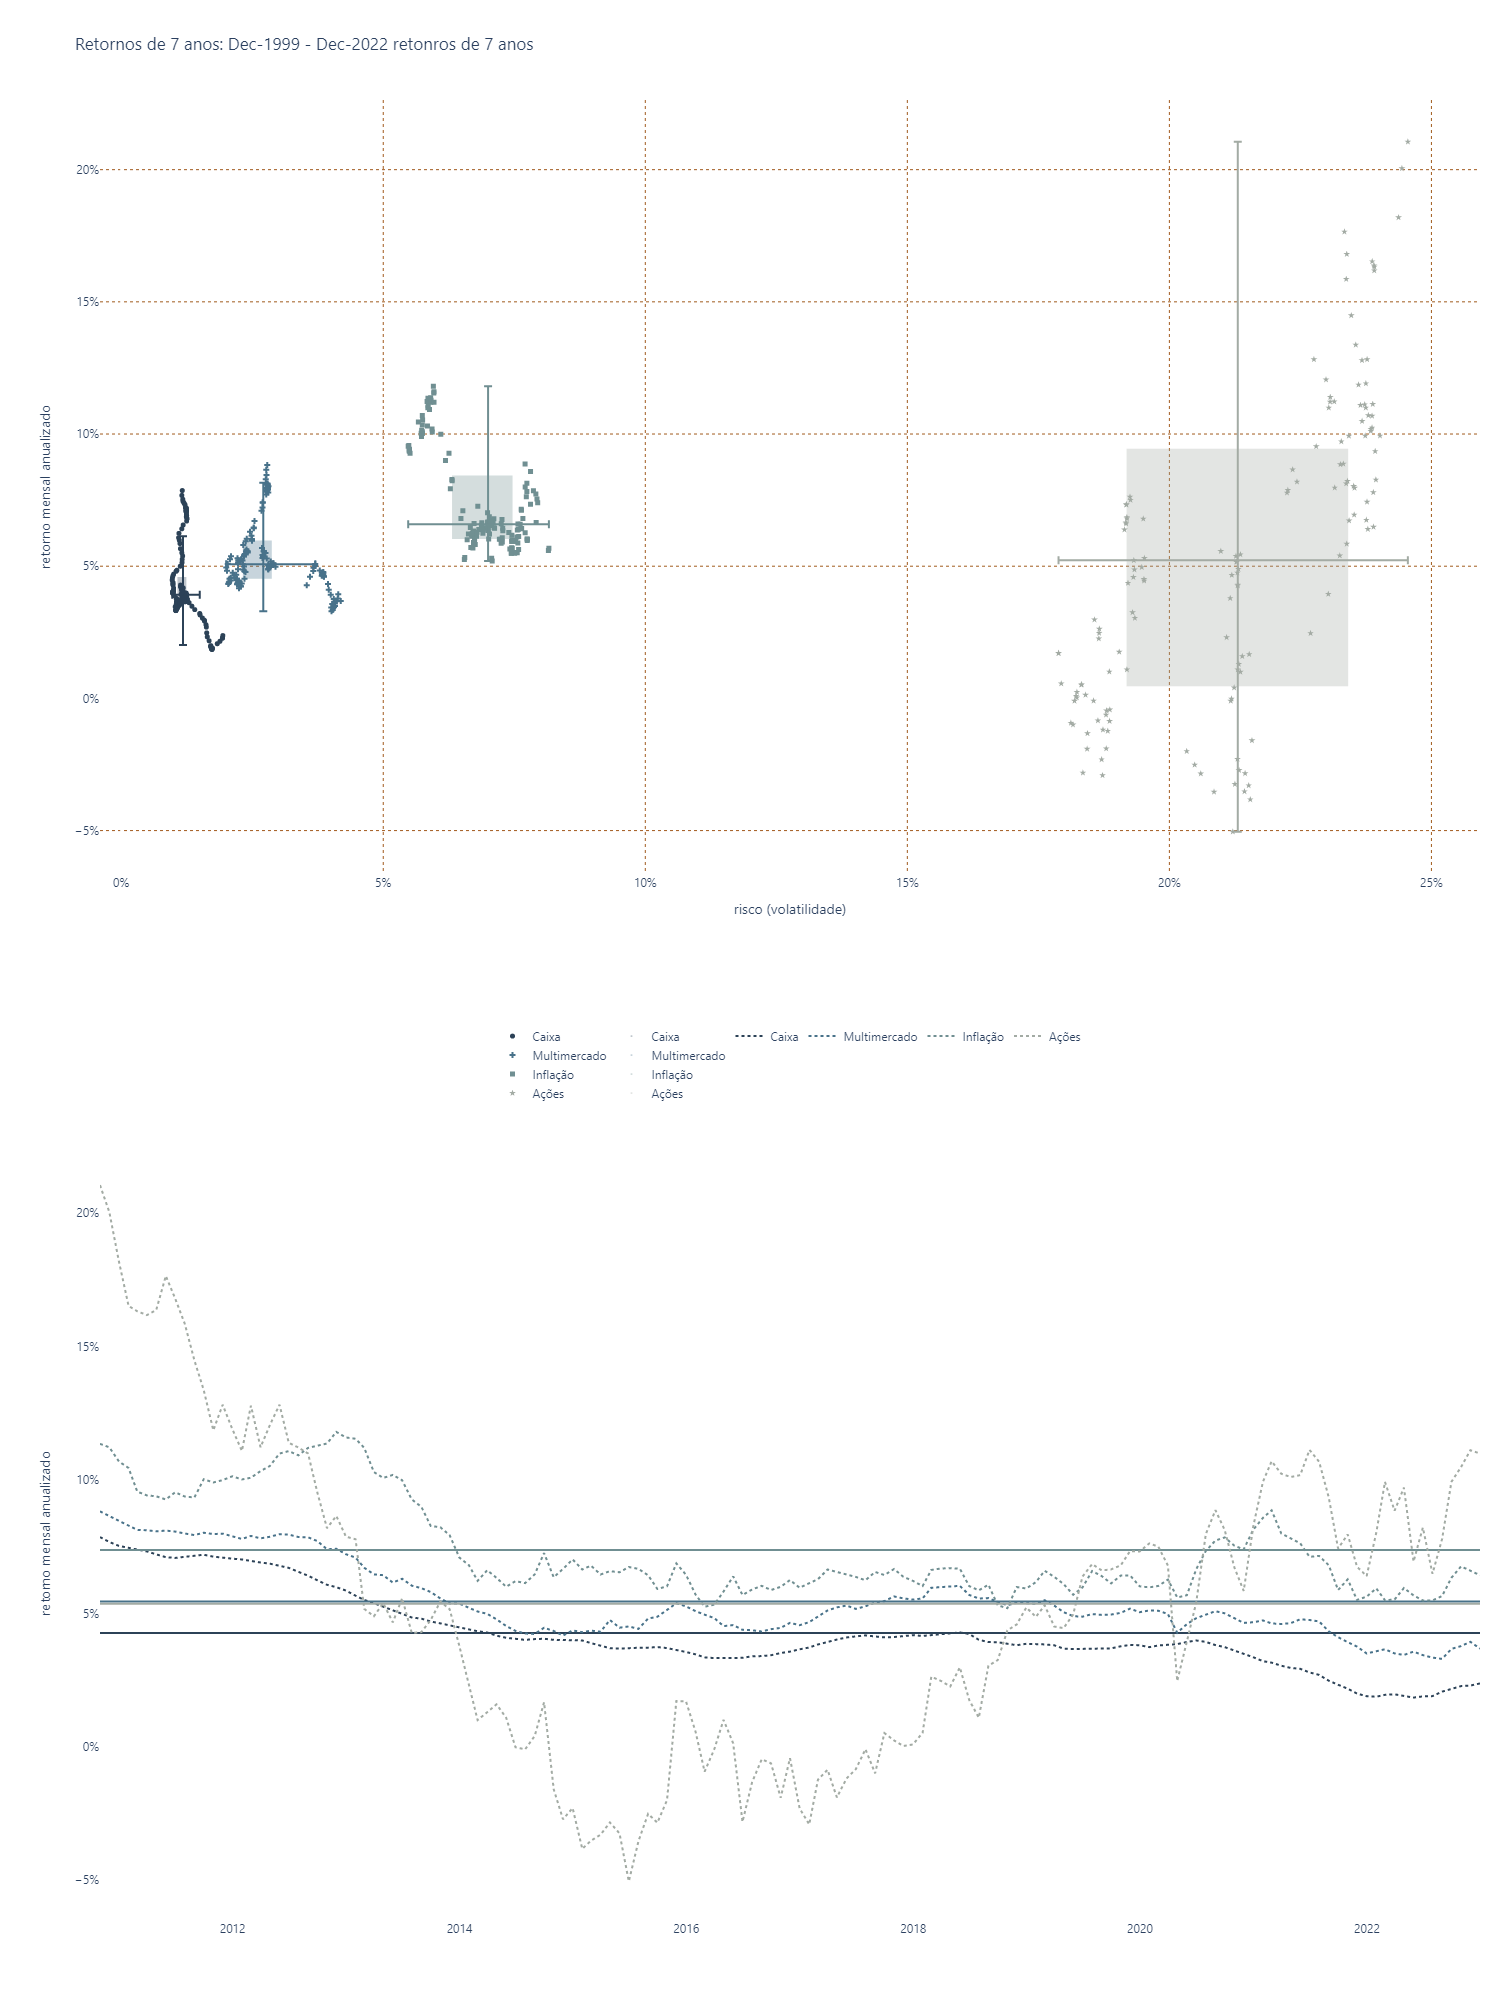 Retornos de 7 anos: Dec-1999 - Dec-2022 retonros de 7 anos
20%
15%
10%
5%
0%
−5%
retorno mensal anualizado
0% 5% 10% 15% 20% 25%
risco (volatilidade)
Caixa Caixa Caixa Multimercado Inflação Ações
Multimercado Multimercado
Inflação Inflação
Ações Ações
20%
15%
10%
5%
0%
−5%
retorno mensal anualizado
2012 2014 2016 2018 2020 2022